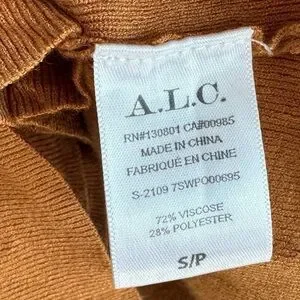 A.L.C.
RN#130801 CA#00985
MADE IN CHINA
FABRIQUÉ EN CHINE
S-2109 7SWPO00695
72% VISCOSE
28% POLYESTER
S/P